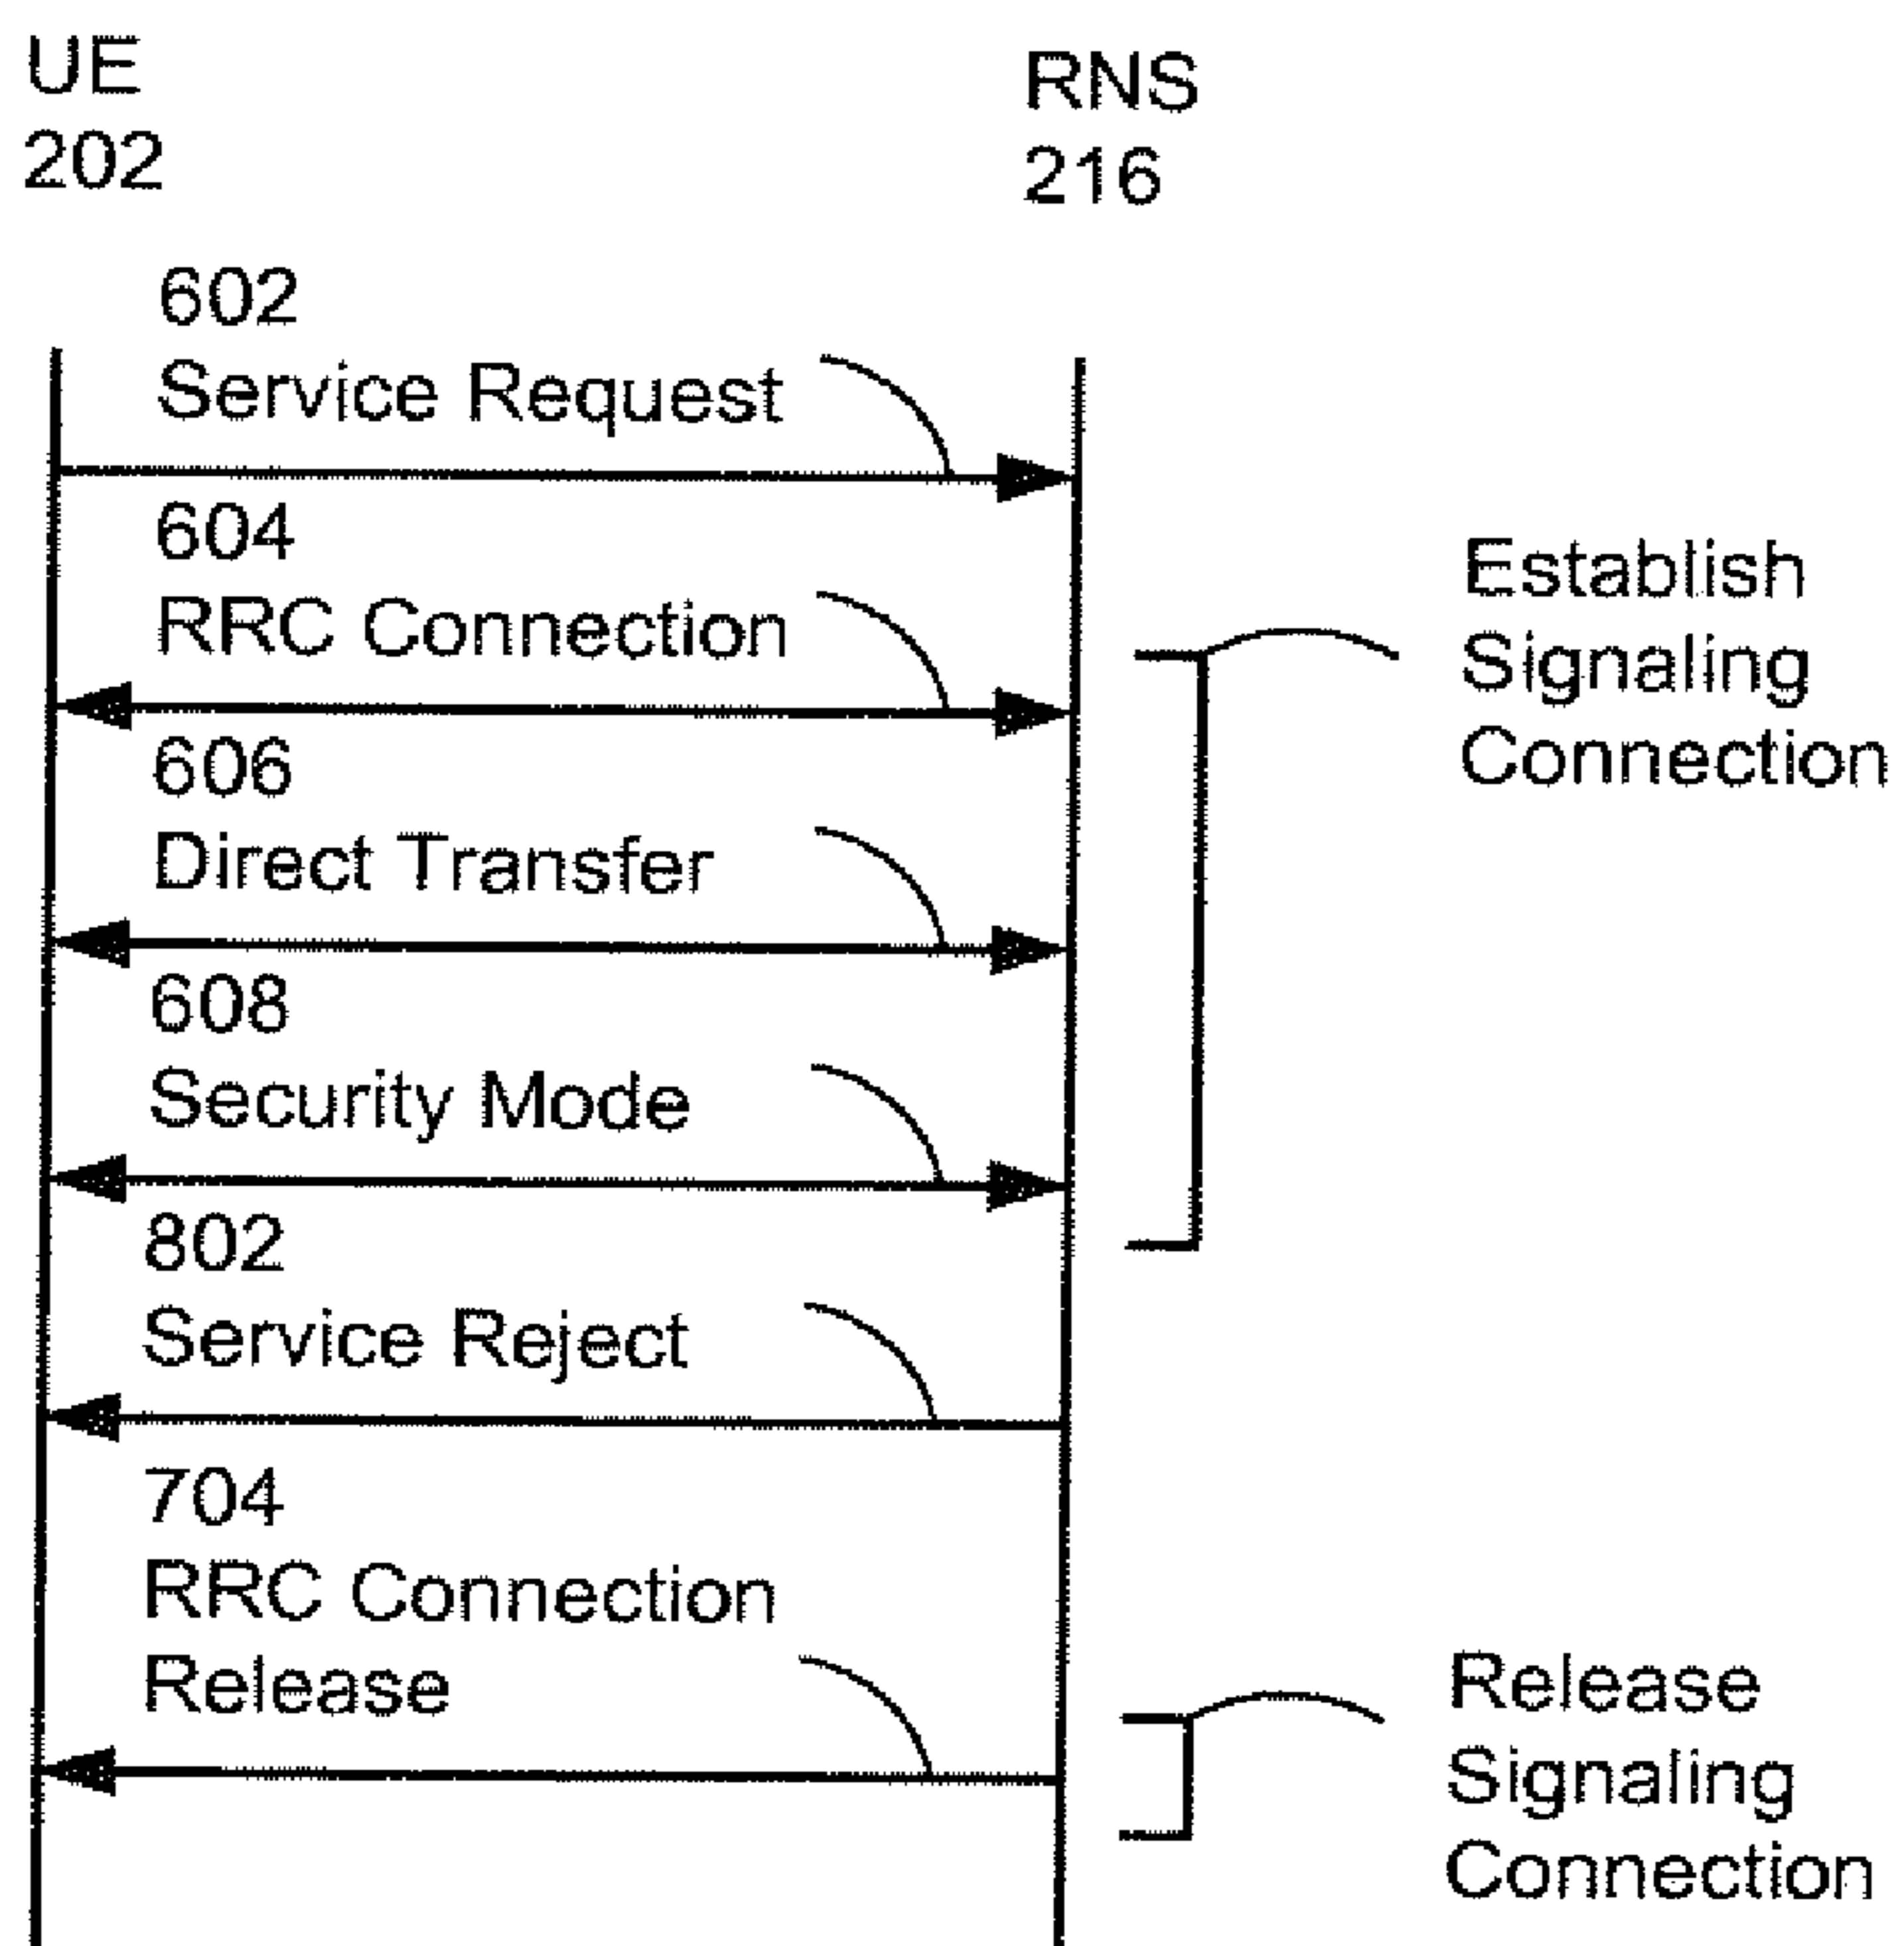 UE
202
RNS
216
602
Service Request
604
RRC Connection
606
Direct Transfer
608
Security Mode
802
Service Reject
704
RRC Connection
Release
Establish
Signaling
Connection
Release
Signaling
Connection